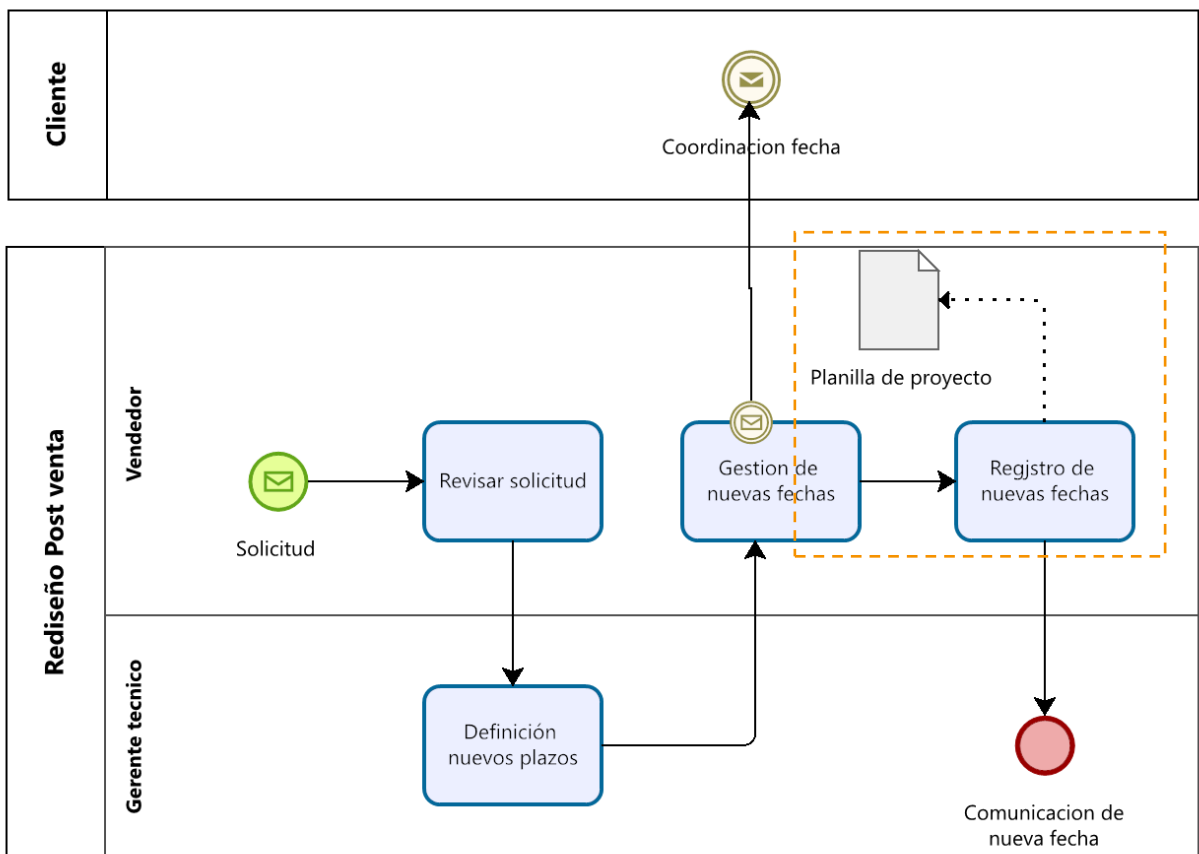 Cliente
Coordinacion fecha
Rediseño Post venta
Vendedor
Planilla de proyecto
Solicitud
Revisar solicitud
Gestion de
nuevas fechas
Regjstro de
nuevas fechas
Gerente tecnico
Definición
nuevos plazos
Comunicacion de
nueva fecha